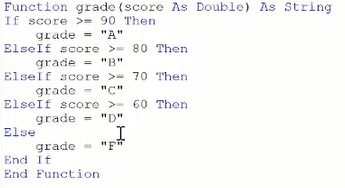 Function grade(score As Double) As String
If score >= 90 Then
    grade = "A"
ElseIf score >= 80 Then
    grade = "B"
ElseIf score >= 70 Then
    grade = "C"
ElseIf score >= 60 Then
    grade = "D"
Else
    grade = "F"
End If
End Function